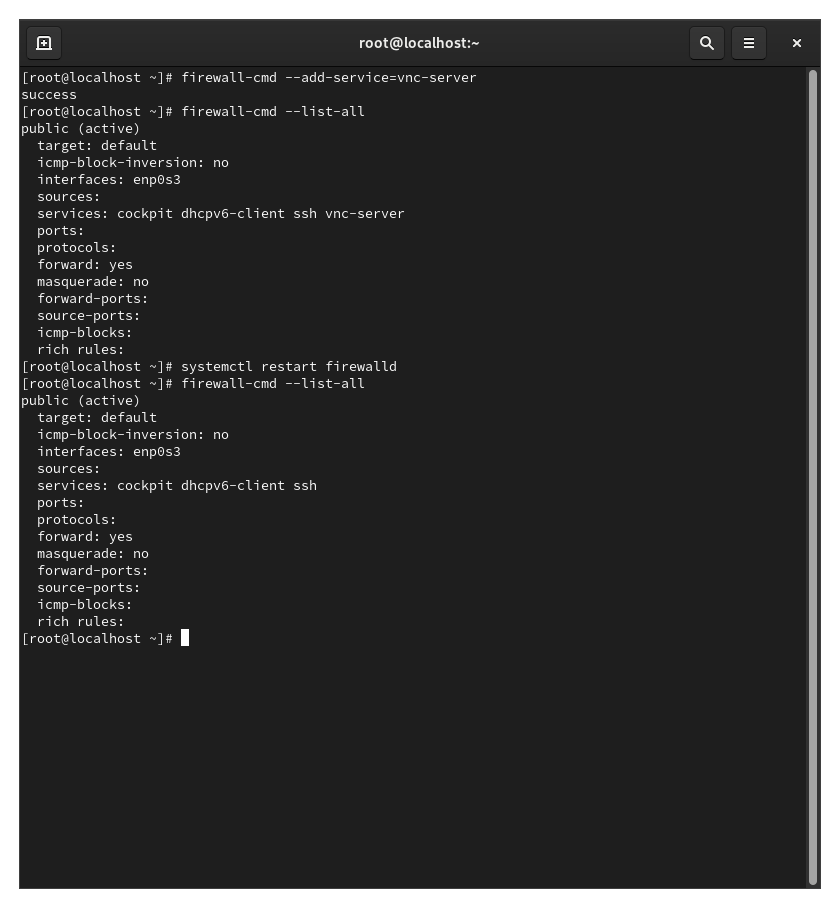 root@localhost:~
[root@localhost ~]# firewall-cmd --add-service=vnc-server
success
[root@localhost ~]# firewall-cmd --list-all
public (active)
  target: default
  icmp-block-inversion: no
  interfaces: enp0s3
  sources:
  services: cockpit dhcpv6-client ssh vnc-server
  ports:
  protocols:
  forward: yes
  masquerade: no
  forward-ports:
  source-ports:
  icmp-blocks:
  rich rules:
[root@localhost ~]# systemctl restart firewalld
[root@localhost ~]# firewall-cmd --list-all
public (active)
  target: default
  icmp-block-inversion: no
  interfaces: enp0s3
  sources:
  services: cockpit dhcpv6-client ssh
  ports:
  protocols:
  forward: yes
  masquerade: no
  forward-ports:
  source-ports:
  icmp-blocks:
  rich rules:
[root@localhost ~]#